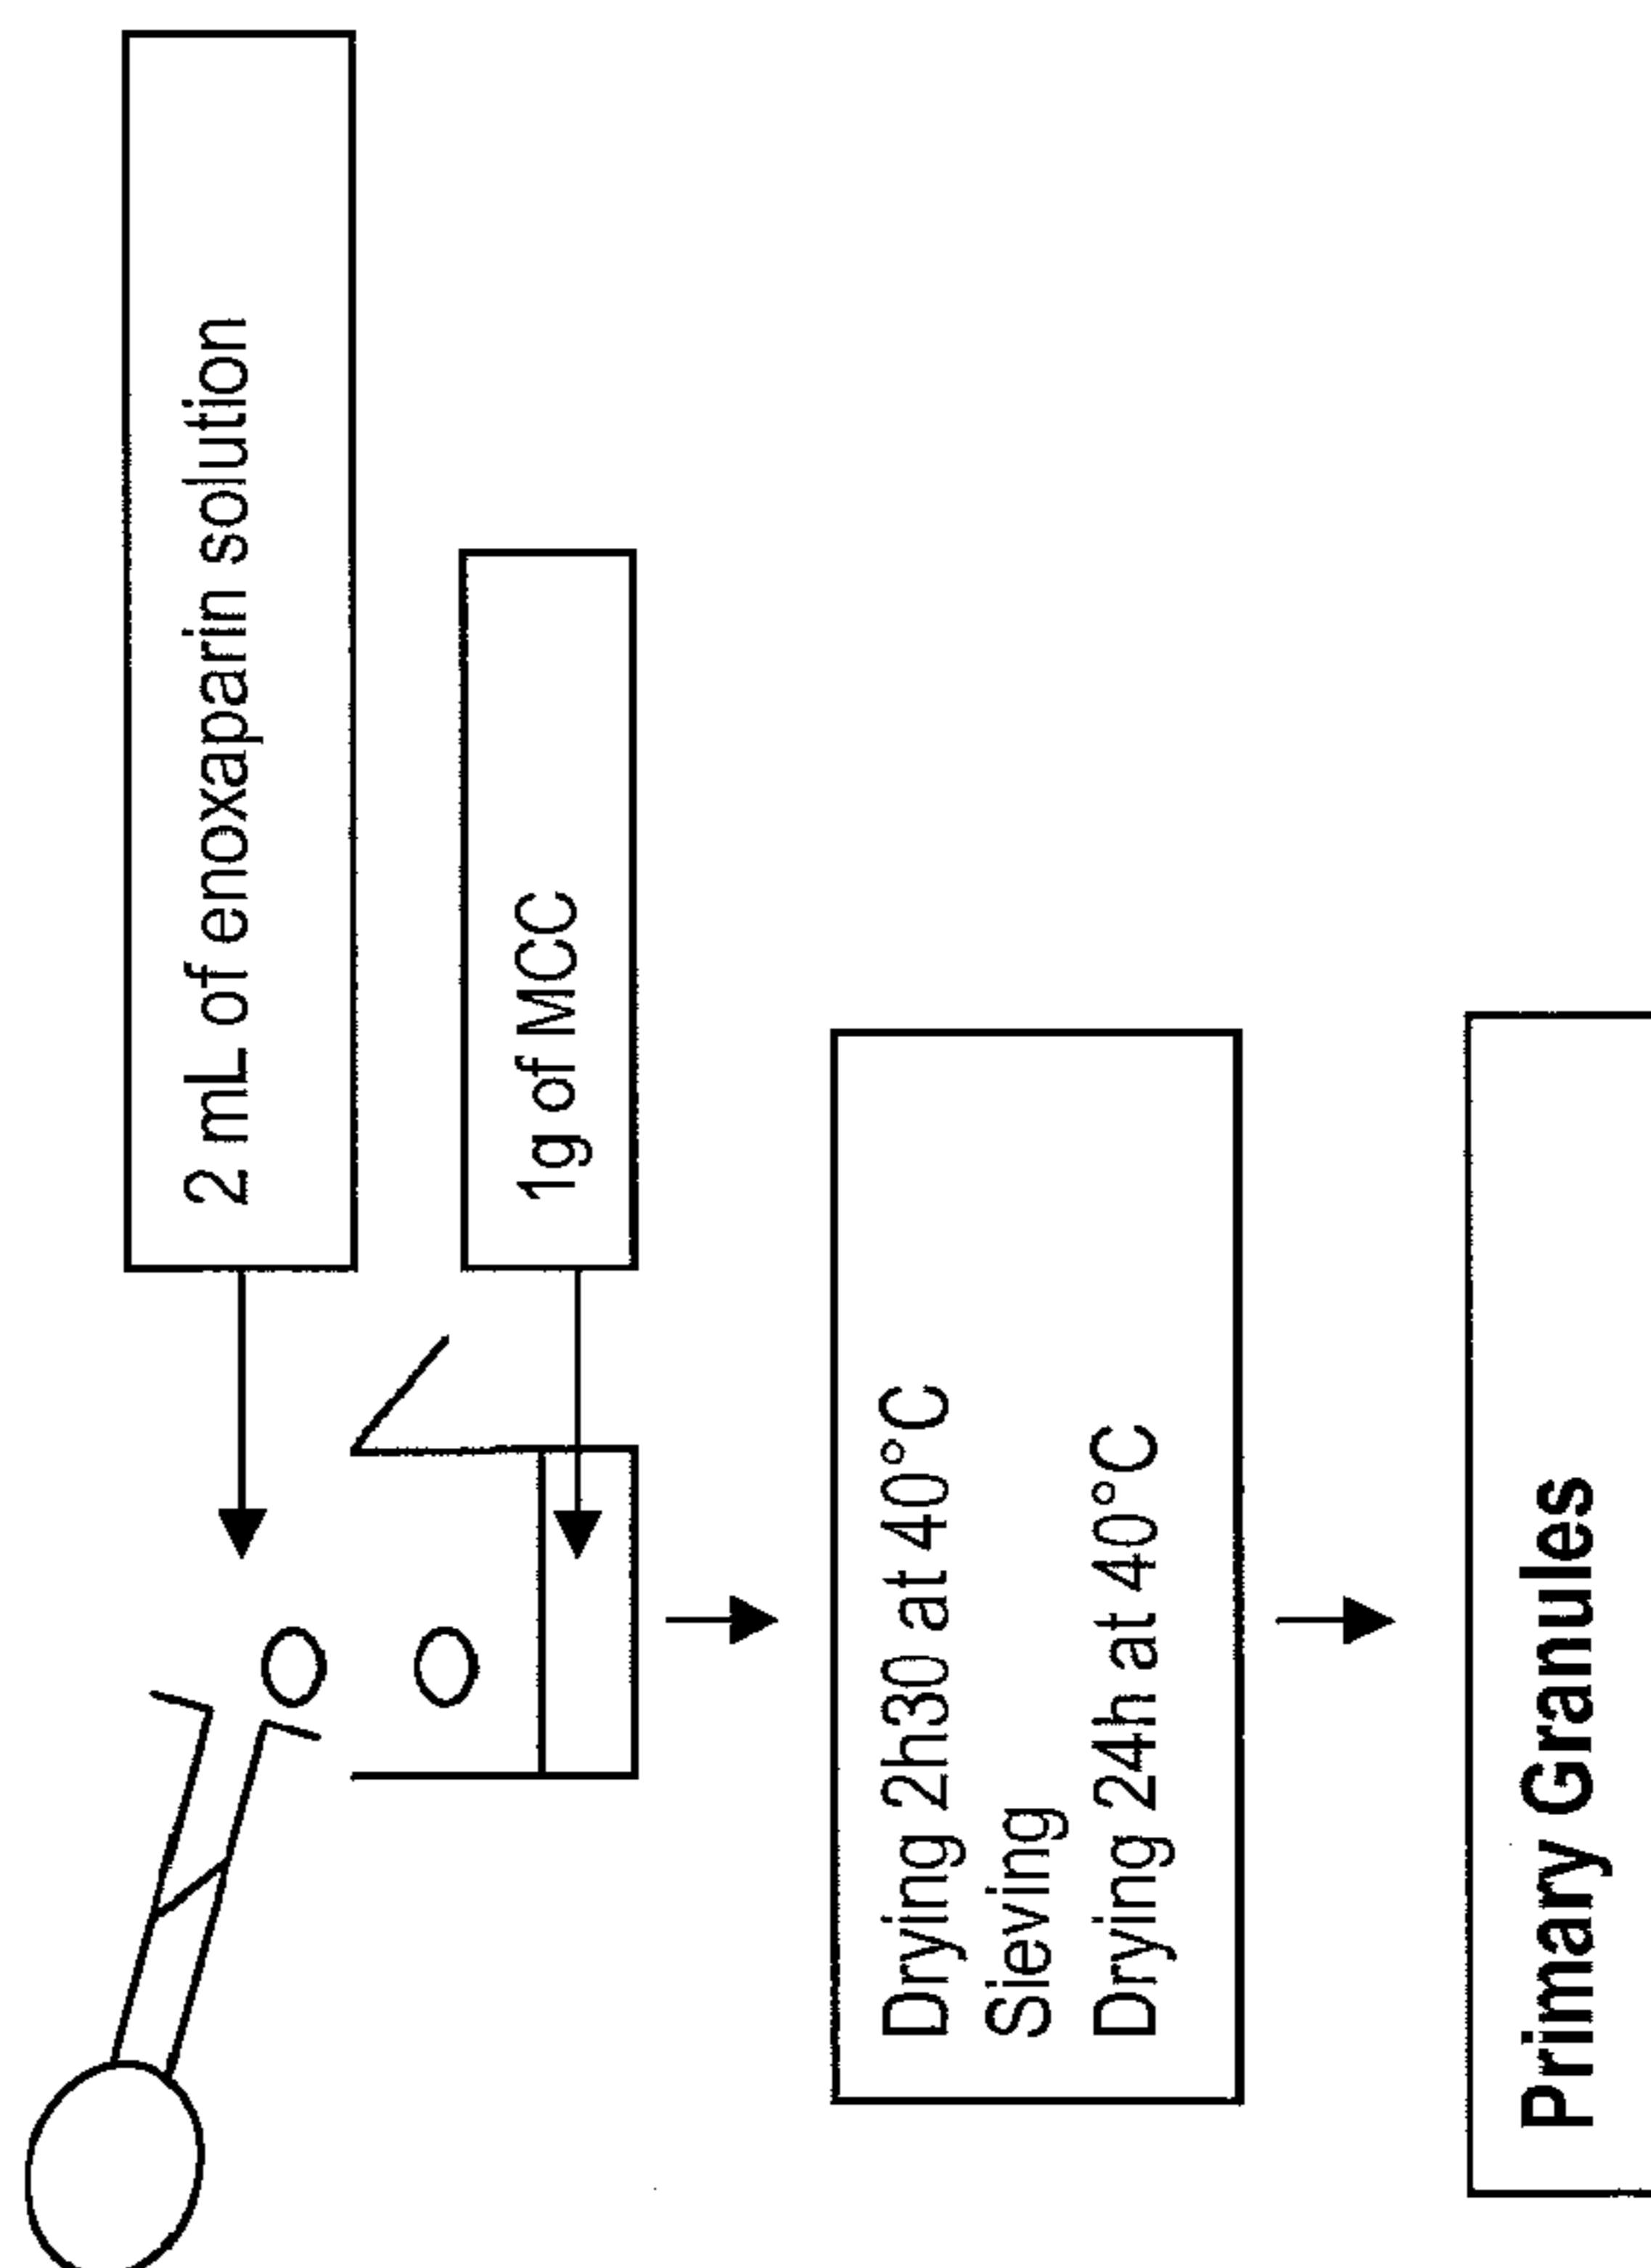 2 mL of enoxaparin solution
1g of MCC
Drying 2h30 at 40°C
Sieving
Drying 24h at 40°C
Primary Granules